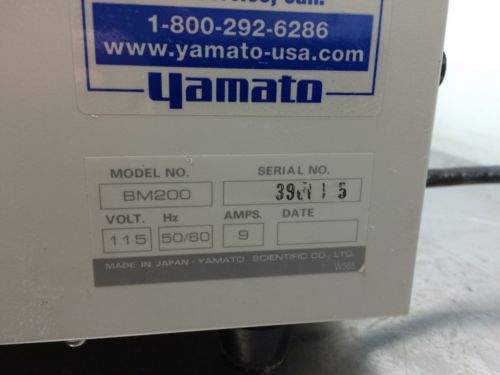 1-800-292-6286
www.yamato-usa.com
yamato
MODEL NO. SERIAL NO.
BM200
VOLT. Hz AMPS. DATE
115 50/60 9
MADE IN JAPAN · YAMATO SCIENTIFIC CO., LTD.
W565